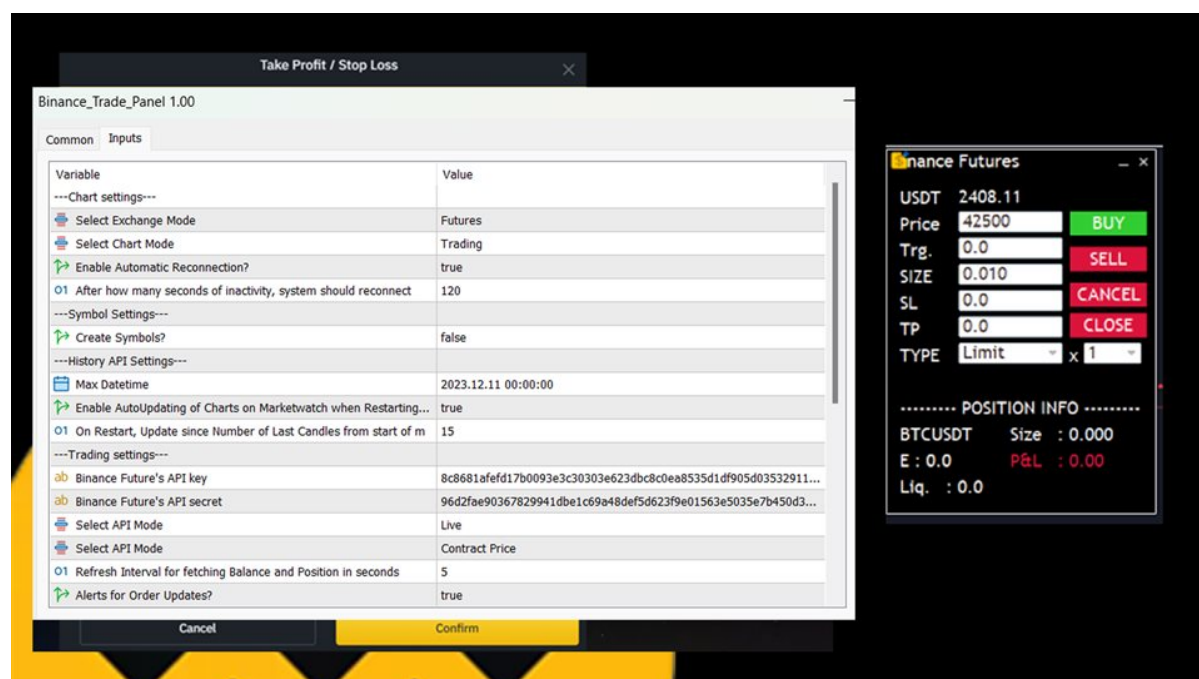 Take Profit / Stop Loss
Binance_Trade_Panel 1.00
Common Inputs
Variable Value
---Chart settings---
Select Exchange Mode Futures
Select Chart Mode Trading
Enable Automatic Reconnection? true
01 After how many seconds of inactivity, system should reconnect 120
---Symbol Settings---
Create Symbols? false
---History API Settings---
Max Datetime 2023.12.11 00:00:00
Enable AutoUpdating of Charts on Marketwatch when Restarting... true
01 On Restart, Update since Number of Last Candles from start of m 15
---Trading settings---
ab Binance Future's API key 8c8681afefd17b0093e3c30303e623dbc8c0ea8535d1df905d03532911...
ab Binance Future's API secret 96d2fae90367829941dbe1c69a48def5d623f9e01563e5035e7b450d3...
Select API Mode Live
Select API Mode Contract Price
01 Refresh Interval for fetching Balance and Position in seconds 5
Alerts for Order Updates? true
Cancel Confirm
inance Futures
USDT 2408.11
Price 42500 BUY
Trg. 0.0 SELL
SIZE 0.010
SL 0.0 CANCEL
TP 0.0 CLOSE
TYPE Limit x 1
--------- POSITION INFO ---------
BTCUSDT Size : 0.000
E : 0.0 P&L : 0.00
Liq. : 0.0